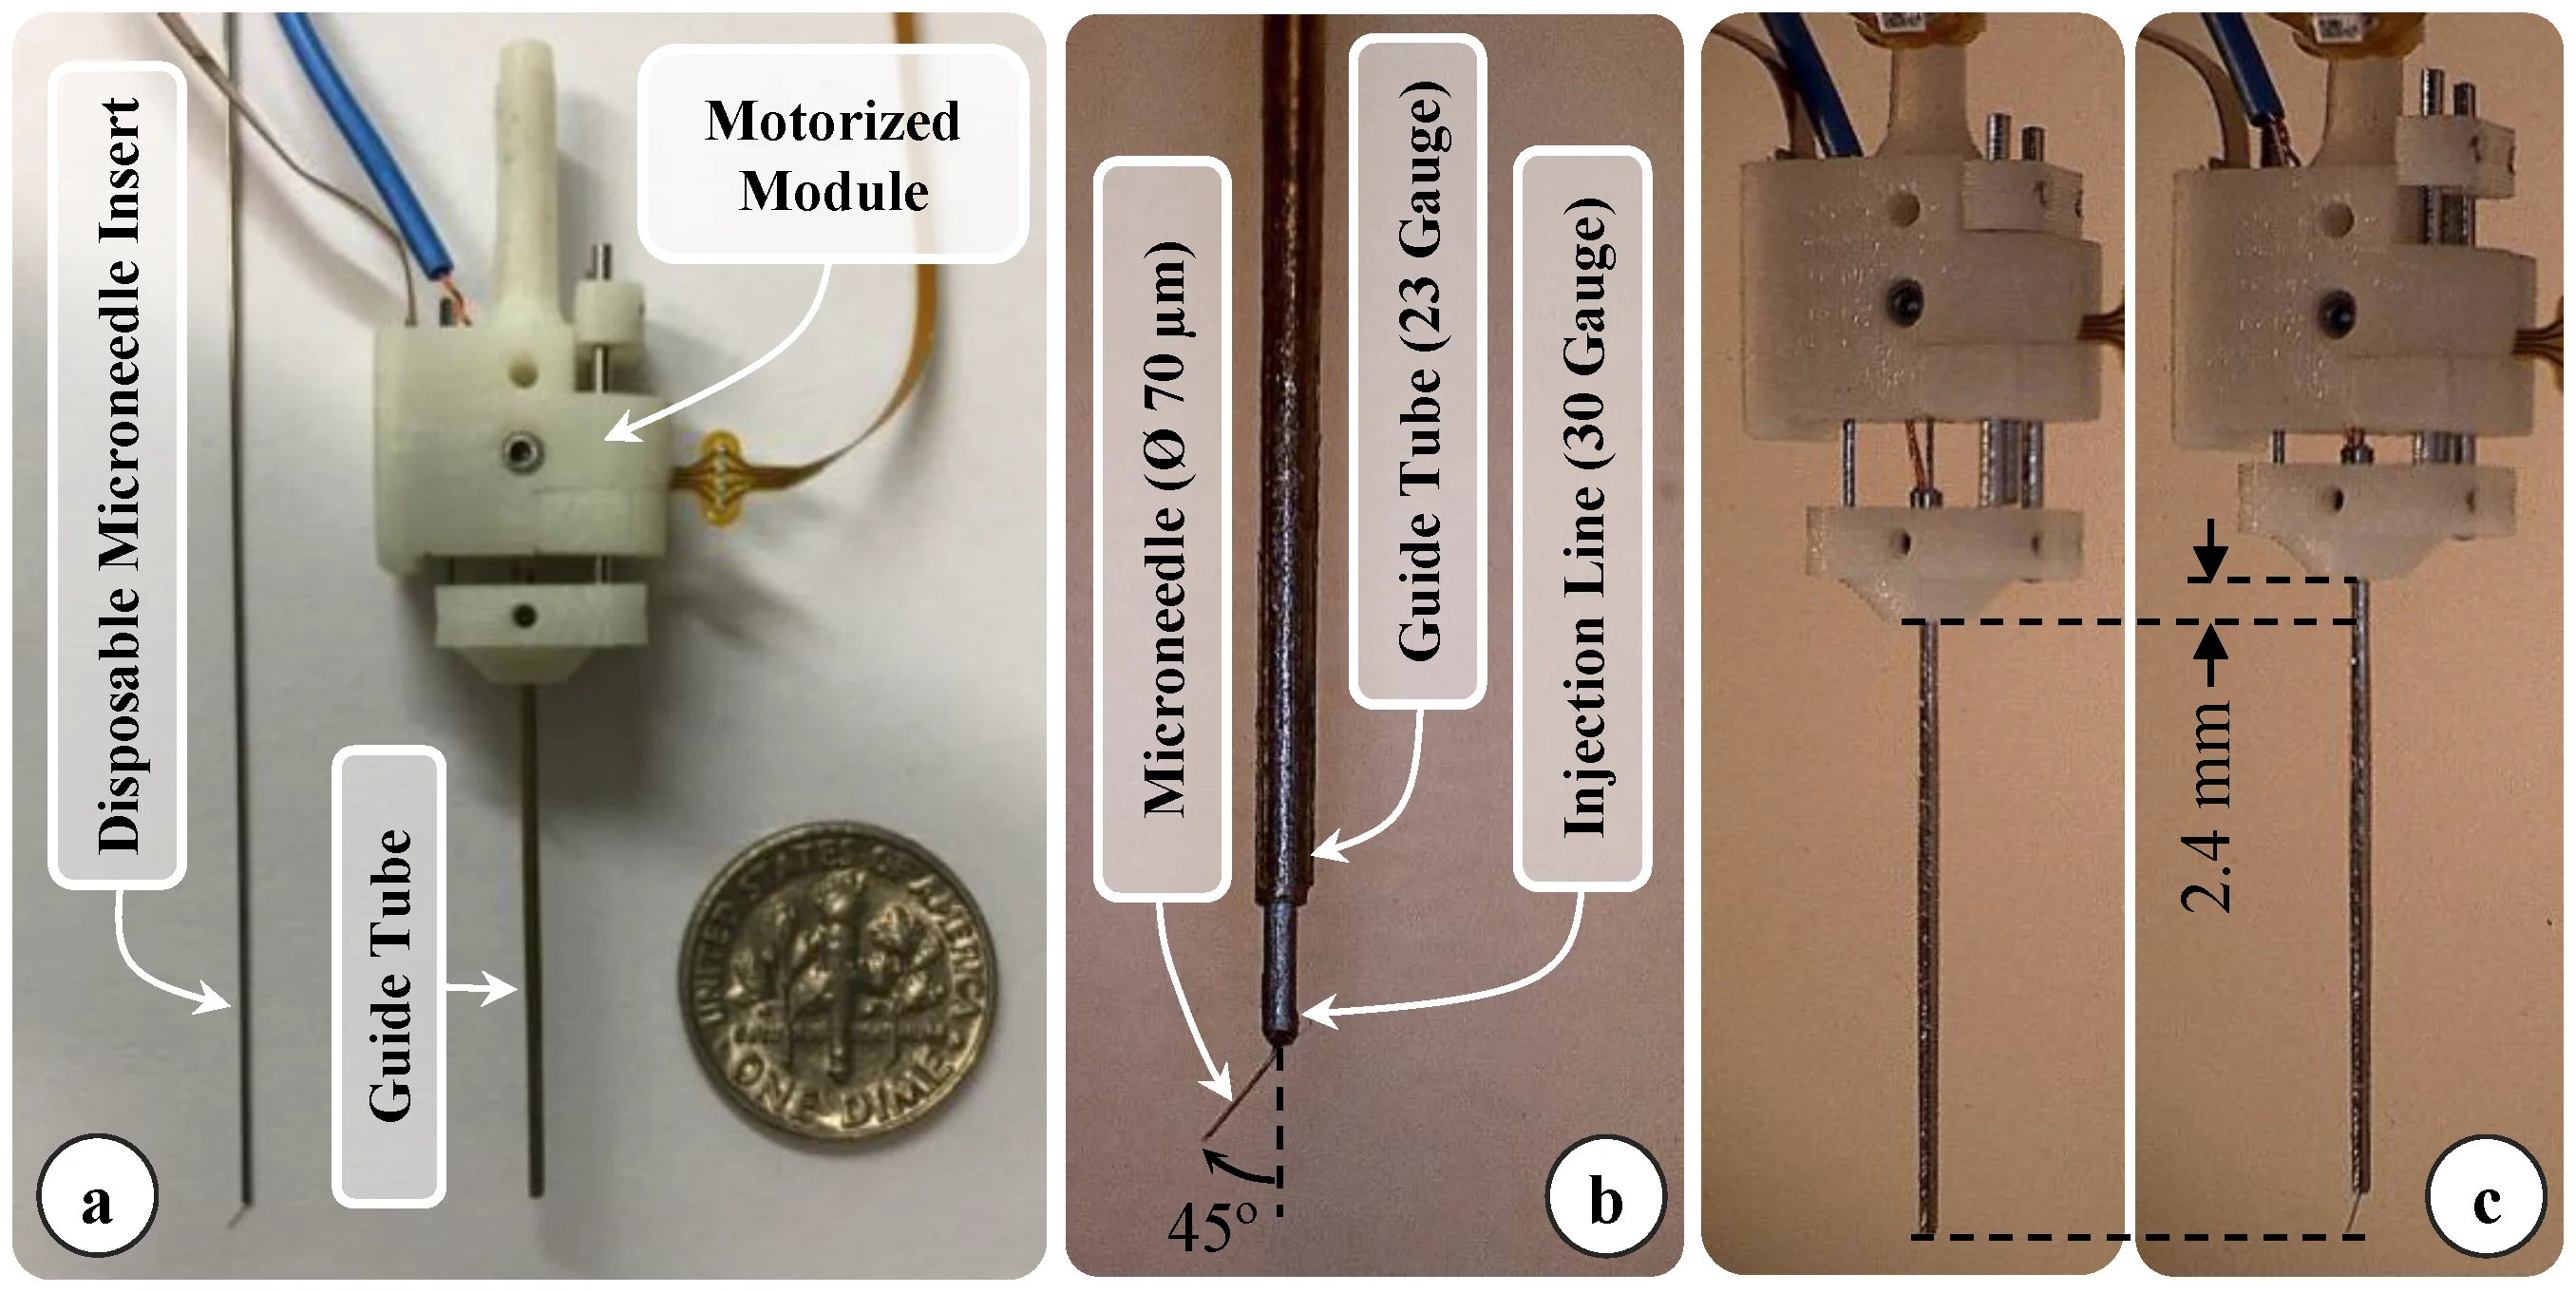 Disposable Microneedle Insert
Motorized
Module
Guide Tube
UNITED STATES OF AMERICA
ONE DIME
a
Microneedle (Ø 70 µm)
Guide Tube (23 Gauge)
Injection Line (30 Gauge)
45°
b
2.4 mm
c